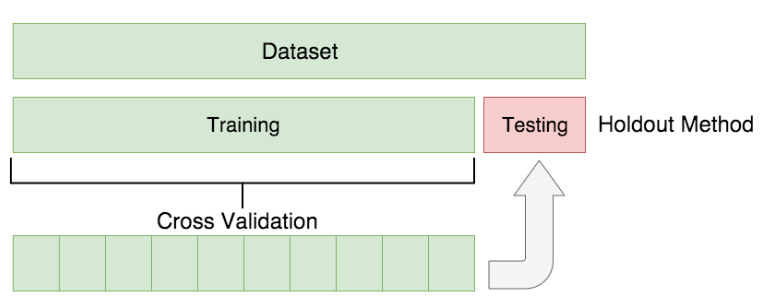 Dataset
Training
Testing
Holdout Method
Cross Validation